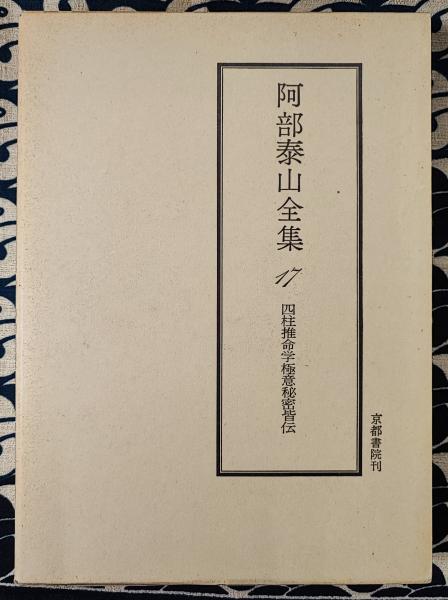 阿部泰山全集
17
四柱推命学極意秘密皆伝
京都書院刊